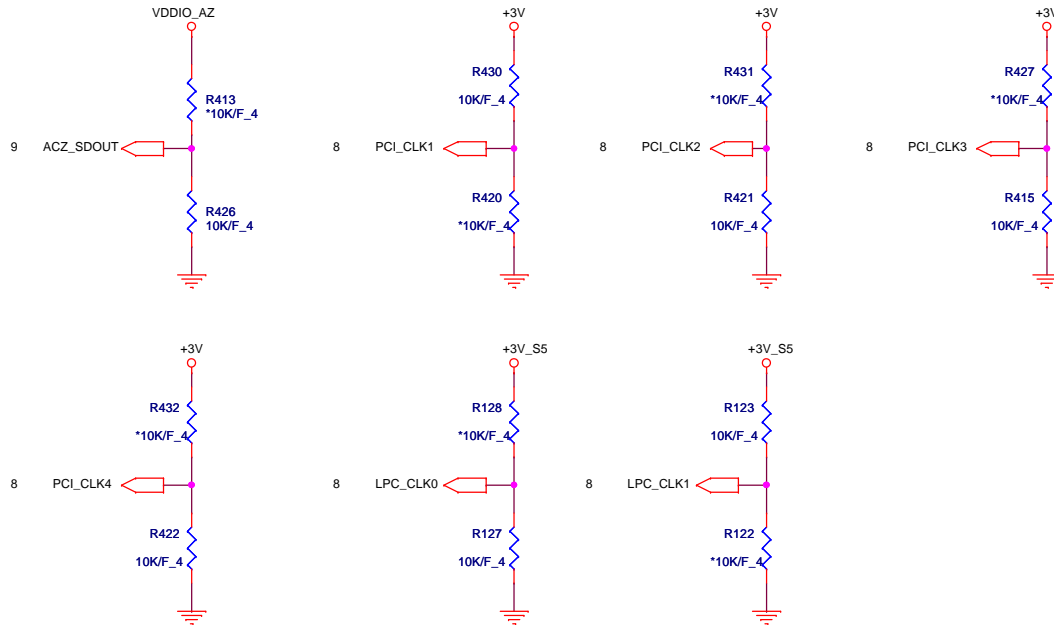 VDDIO_AZ
R413
*10K/F_4
9 ACZ_SDOUT
R426
10K/F_4
+3V
R430
10K/F_4
8 PCI_CLK1
R420
*10K/F_4
+3V
R431
*10K/F_4
8 PCI_CLK2
R421
10K/F_4
+3V
R427
*10K/F_4
8 PCI_CLK3
R415
10K/F_4
+3V
R432
*10K/F_4
8 PCI_CLK4
R422
10K/F_4
+3V_S5
R128
*10K/F_4
8 LPC_CLK0
R127
10K/F_4
+3V_S5
R123
10K/F_4
8 LPC_CLK1
R122
*10K/F_4